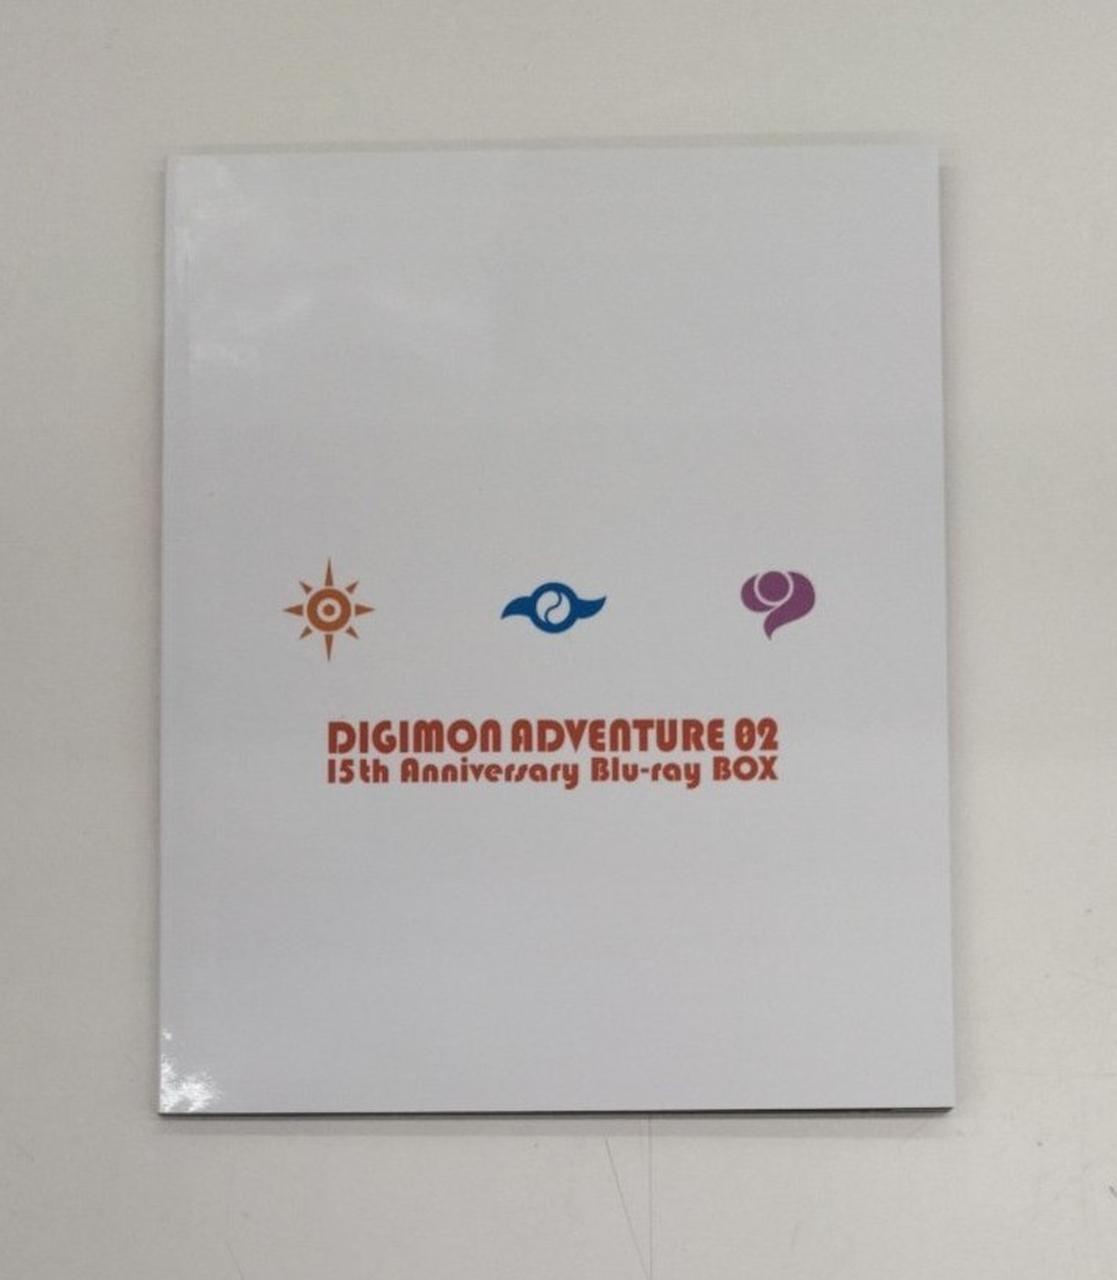 DIGIMON ADVENTURE 02
15th Anniversary Blu-ray BOX